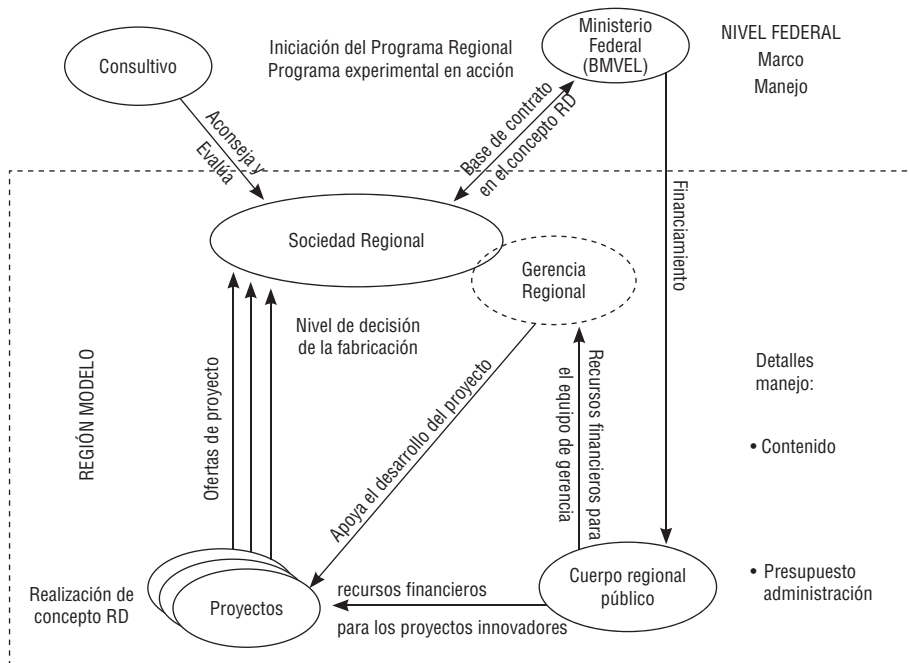 Consultivo
Iniciación del Programa Regional
Programa experimental en acción
Ministerio
Federal
(BMVEL)
NIVEL FEDERAL
Marco
Manejo
Aconseja y
Evalúa
Base de contrato
en el concepto RD
Financiamiento
Sociedad Regional
Gerencia
Regional
Nivel de decisión
de la fabricación
REGIÓN MODELO
Ofertas de proyecto
Apoya el desarrollo del proyecto
Recursos financieros para
el equipo de gerencia
Detalles
manejo:
• Contenido
• Presupuesto
administración
Realización de
concepto RD
Proyectos
recursos financieros
para los proyectos innovadores
Cuerpo regional
público